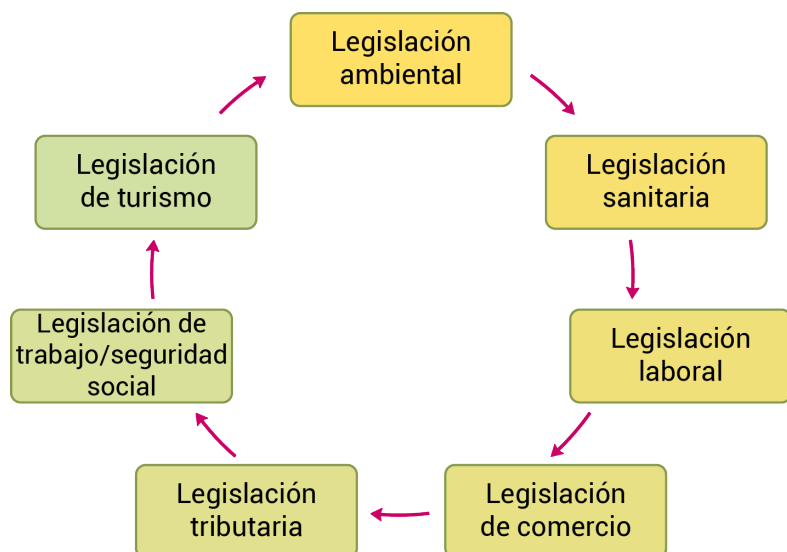 Legislación
ambiental
Legislación
sanitaria
Legislación
laboral
Legislación
de comercio
Legislación
tributaria
Legislación de
trabajo/seguridad
social
Legislación
de turismo